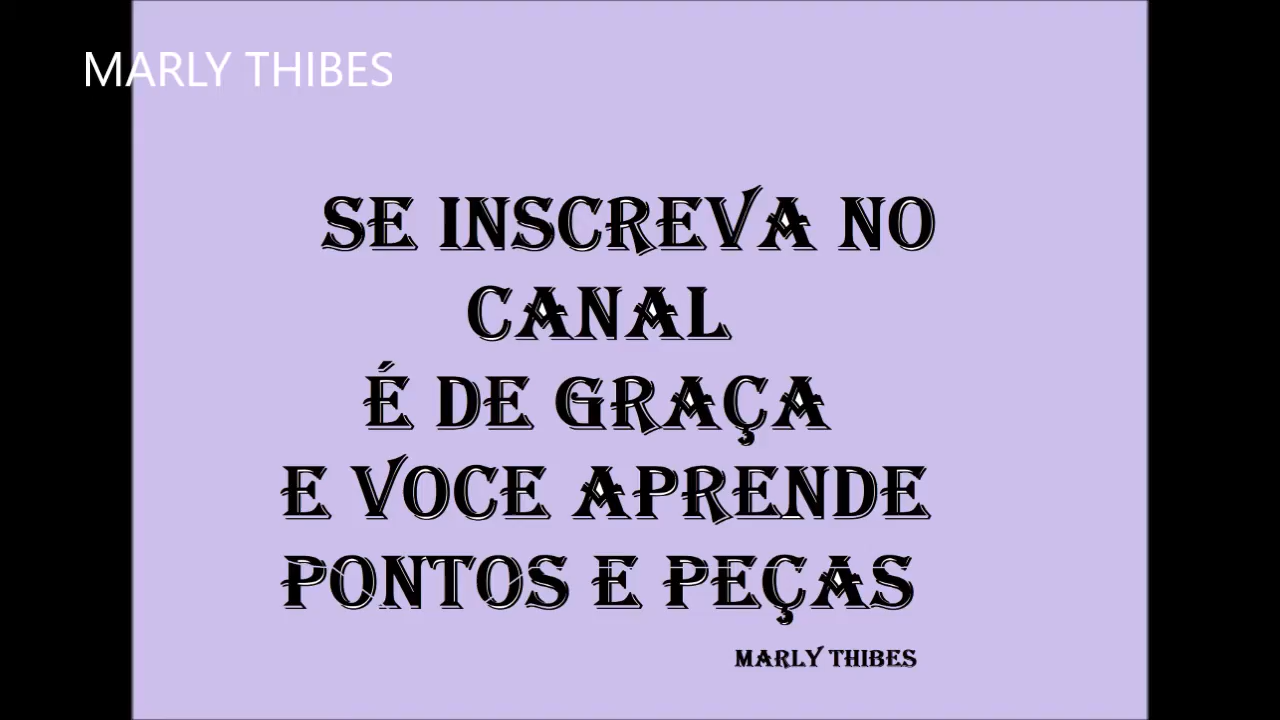 MARLY THIBES
SE INSCREVA NO
CANAL
É DE GRAÇA
E VOCE APRENDE
PONTOS E PEÇAS
MARLY THIBES